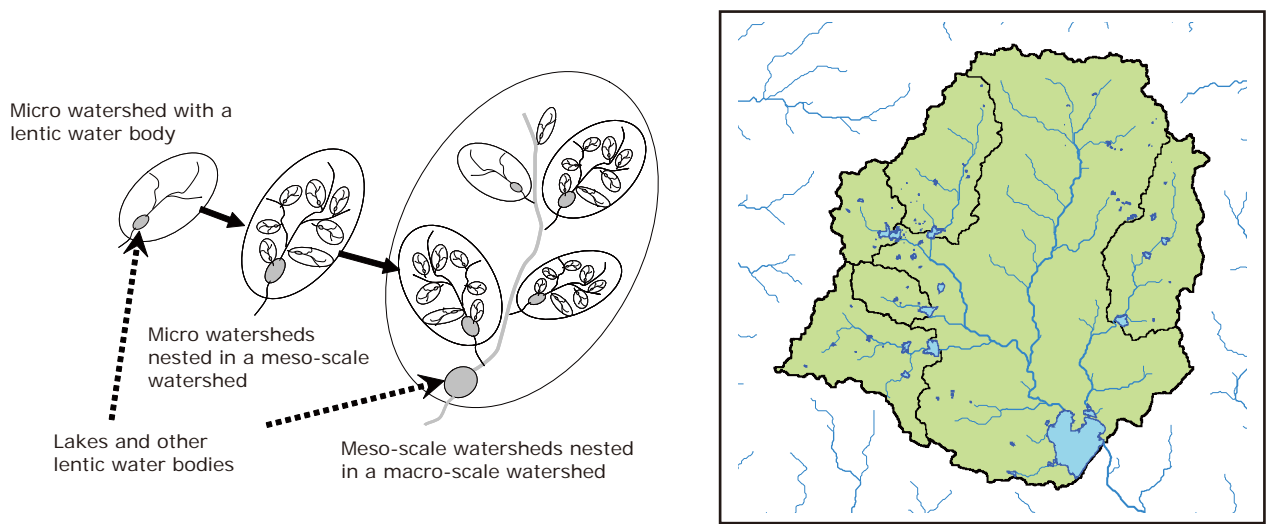 Micro watershed with a
lentic water body
Micro watersheds
nested in a meso-scale
watershed
Lakes and other
lentic water bodies
Meso-scale watersheds nested
in a macro-scale watershed